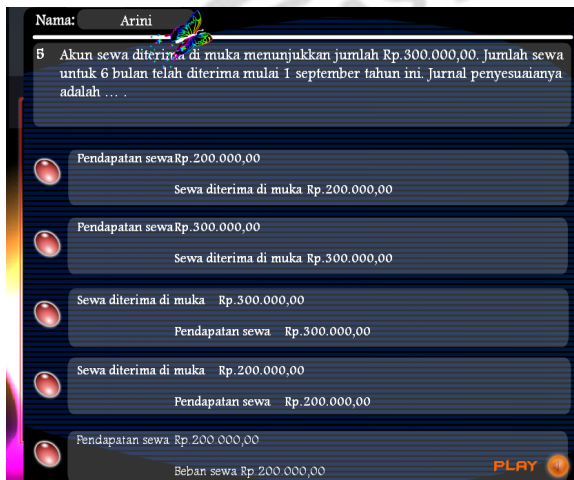 Nama: Arini
5 Akun sewa diterima di muka menunjukkan jumlah Rp.300.000,00. Jumlah sewa
untuk 6 bulan telah diterima mulai 1 september tahun ini. Jurnal penyesuaianya
adalah ... .
Pendapatan sewaRp.200.000,00
Sewa diterima di muka Rp.200.000,00
Pendapatan sewaRp.300.000,00
Sewa diterima di muka Rp.300.000,00
Sewa diterima di muka Rp.300.000,00
Pendapatan sewa Rp.300.000,00
Sewa diterima di muka Rp.200.000,00
Pendapatan sewa Rp.200.000,00
Pendapatan sewa Rp.200.000,00
Beban sewa Rp.200.000,00
PLAY